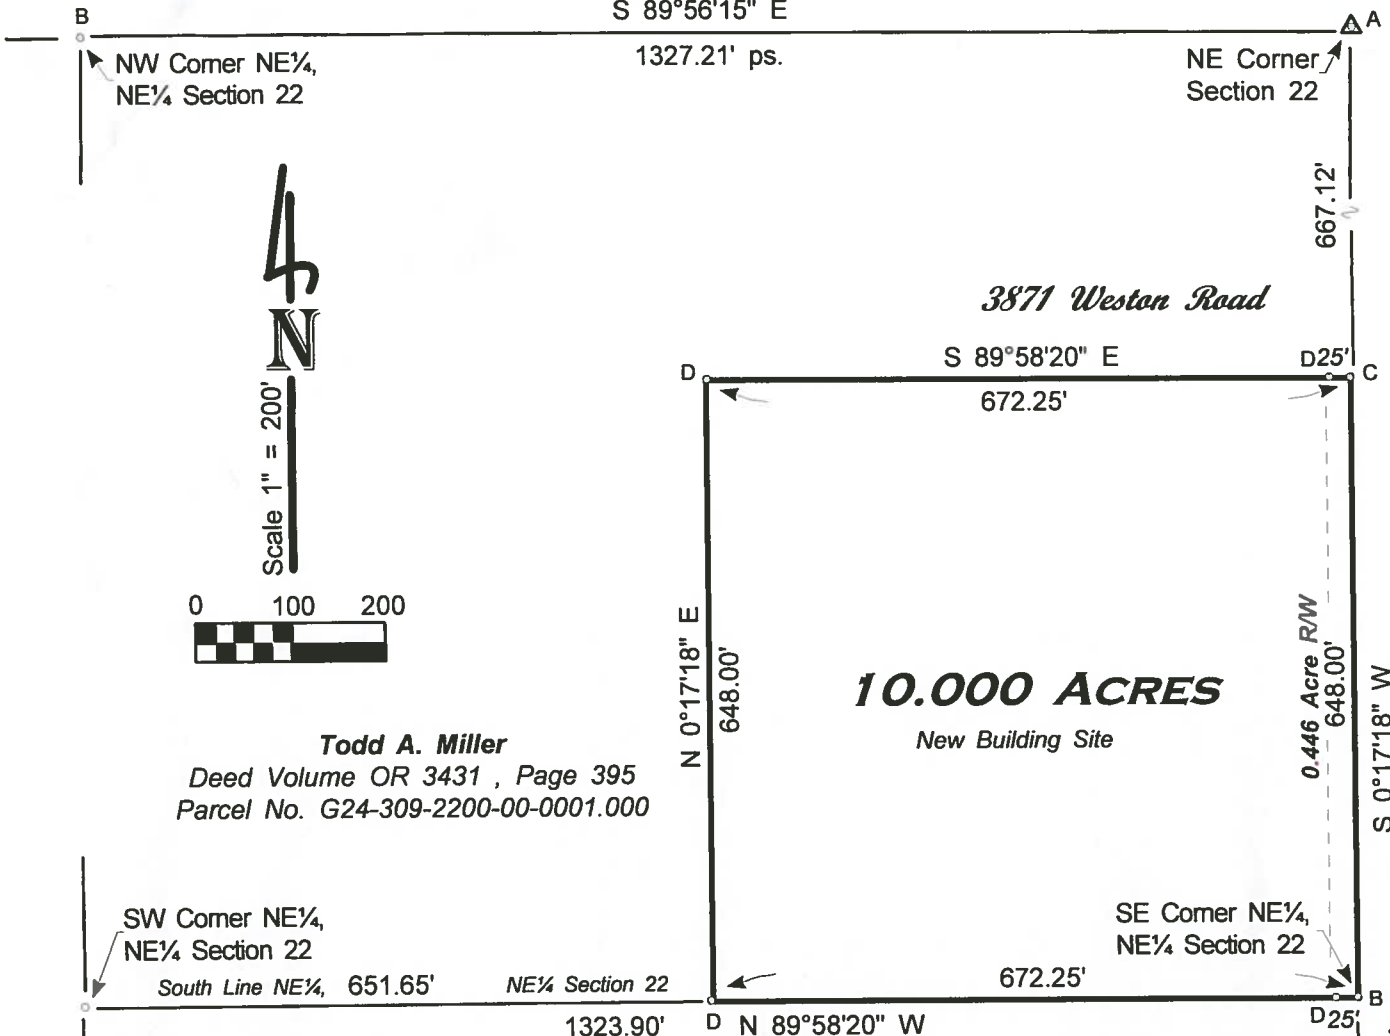 B
S 89°56'15" E
A
1327.21' ps.
NW Corner NE¼,
NE¼ Section 22
NE Corner
Section 22
667.12'
N
Scale 1" = 200'
3871 Weston Road
S 89°58'20" E
D25'
D
C
672.25'
0 100 200
N 0°17'18" E
648.00'
10.000 ACRES
New Building Site
0.446 Acre R/W
648.00'
S 0°17'18" W
Todd A. Miller
Deed Volume OR 3431 , Page 395
Parcel No. G24-309-2200-00-0001.000
SW Corner NE¼,
NE¼ Section 22
SE Corner NE¼,
NE¼ Section 22
South Line NE¼, 651.65' NE¼ Section 22
672.25'
B
1323.90'
D
N 89°58'20" W
D25'